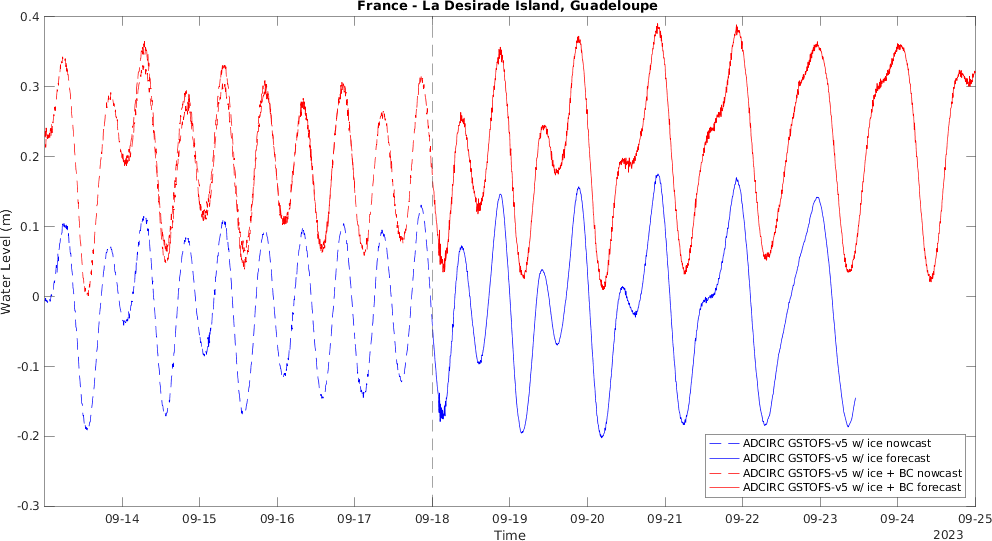 France - La Desirade Island, Guadeloupe
Water Level (m)
0.4
0.3
0.2
0.1
0
-0.1
-0.2
-0.3
ADCIRC GSTOFS-v5 w/ ice nowcast
ADCIRC GSTOFS-v5 w/ ice forecast
ADCIRC GSTOFS-v5 w/ ice + BC nowcast
ADCIRC GSTOFS-v5 w/ ice + BC forecast
09-14 09-15 09-16 09-17 09-18 09-19 09-20 09-21 09-22 09-23 09-24 09-25
Time
2023